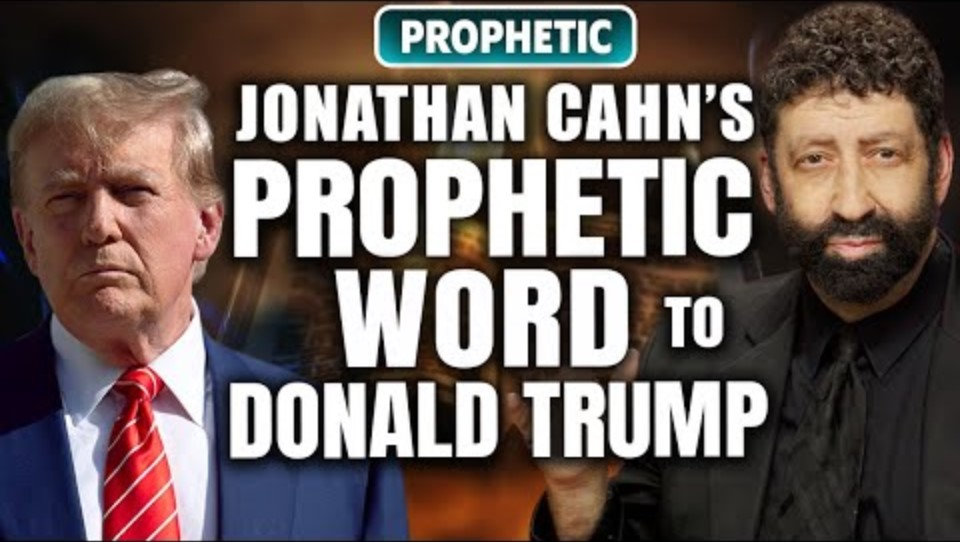 PROPHETIC
JONATHAN CAHN'S
PROPHETIC
WORD TO
DONALD TRUMP